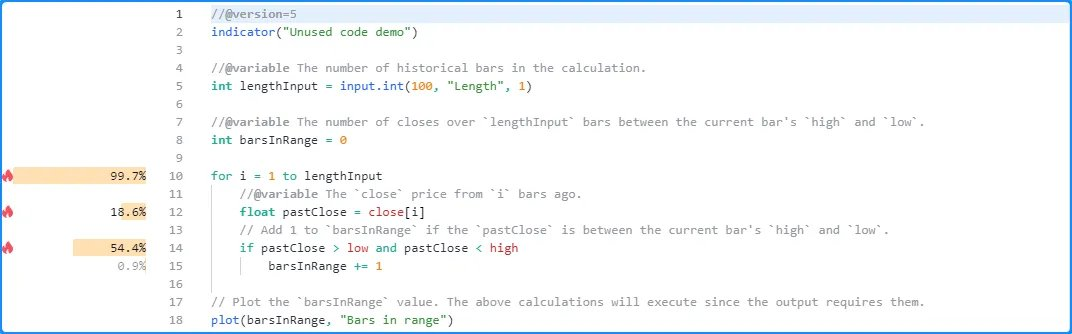 1 //@version=5
2 indicator("Unused code demo")
3
4 //@variable The number of historical bars in the calculation.
5 int lengthInput = input.int(100, "Length", 1)
6
7 //@variable The number of closes over `lengthInput` bars between the current bar's `high` and `low`.
8 int barsInRange = 0
9
99.7% 10 for i = 1 to lengthInput
11     //@variable The `close` price from `i` bars ago.
18.6% 12     float pastClose = close[i]
13     // Add 1 to `barsInRange` if the `pastClose` is between the current bar's `high` and `low`.
54.4% 14     if pastClose > low and pastClose < high
0.9% 15         barsInRange += 1
16
17 // Plot the `barsInRange` value. The above calculations will execute since the output requires them.
18 plot(barsInRange, "Bars in range")